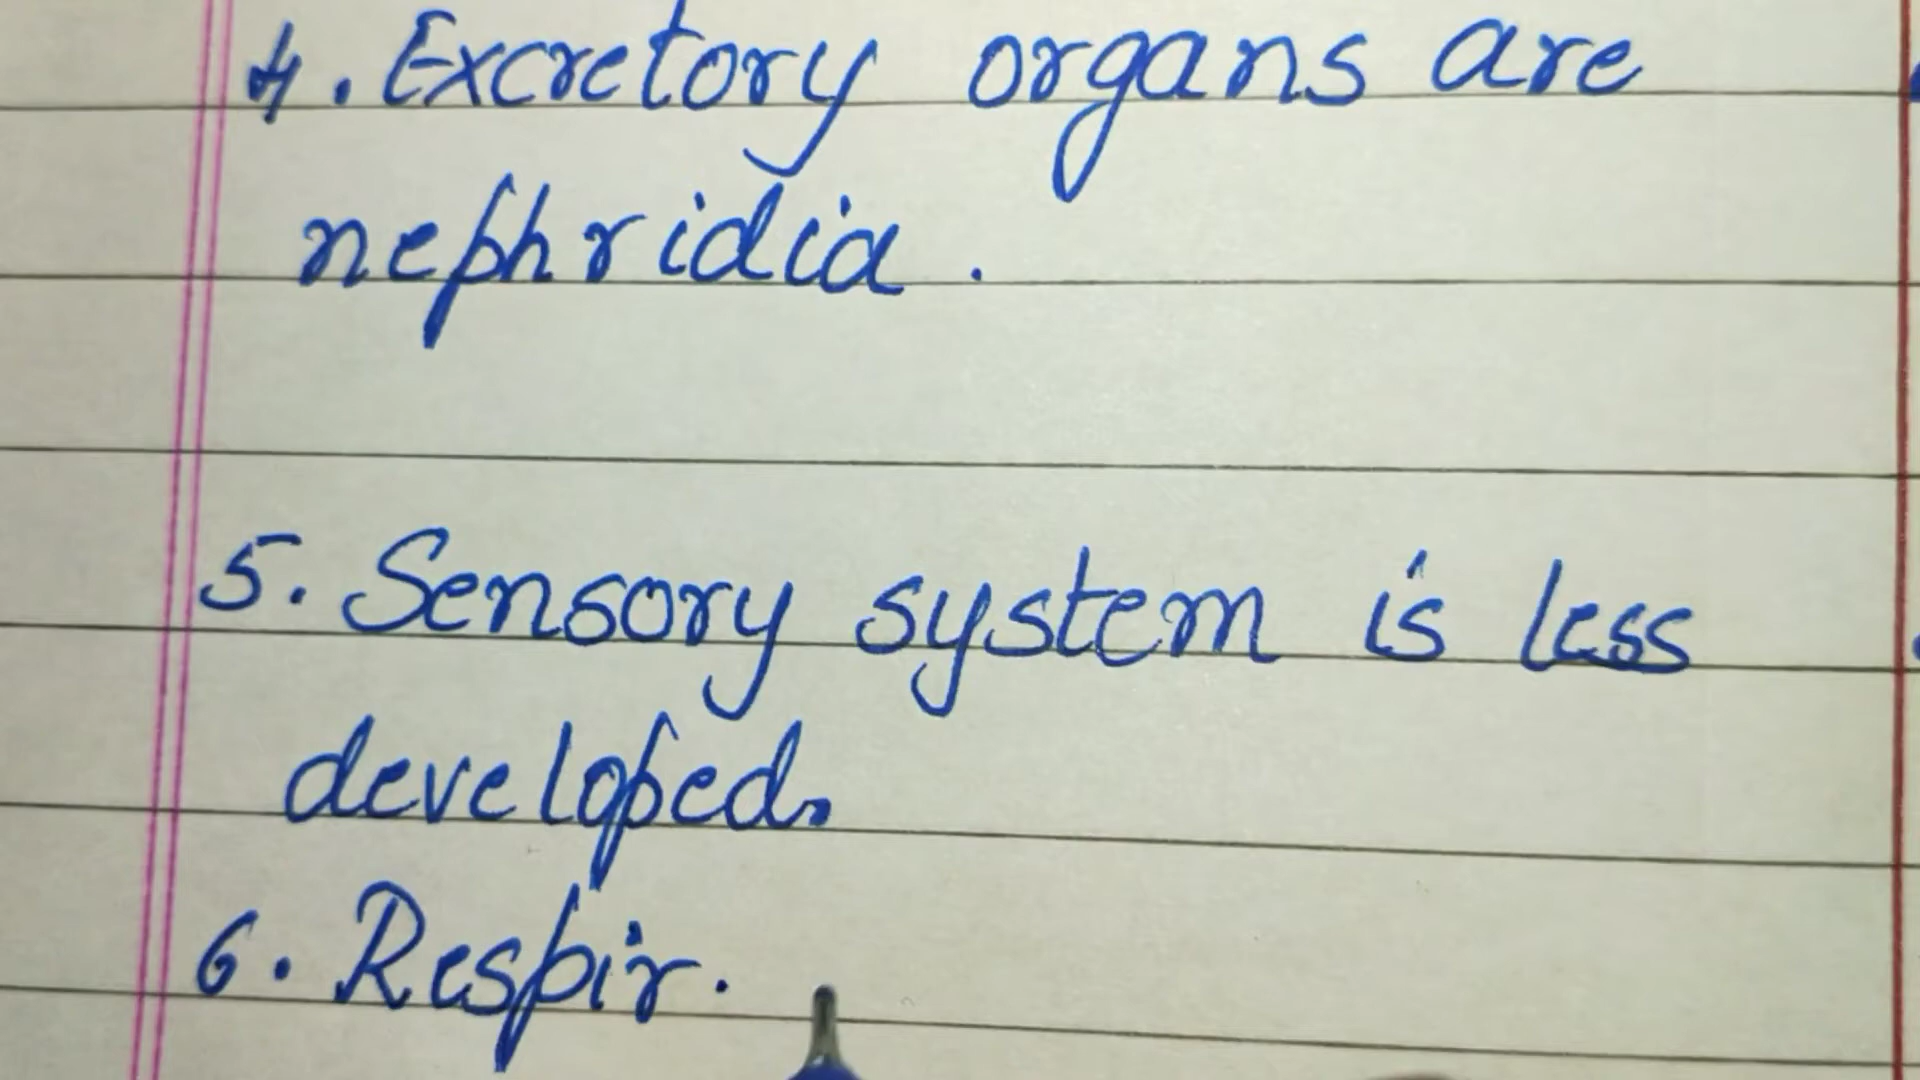 4. Excretory organs are
nephridia.
5. Sensory system is less
developed.
6. Respir.